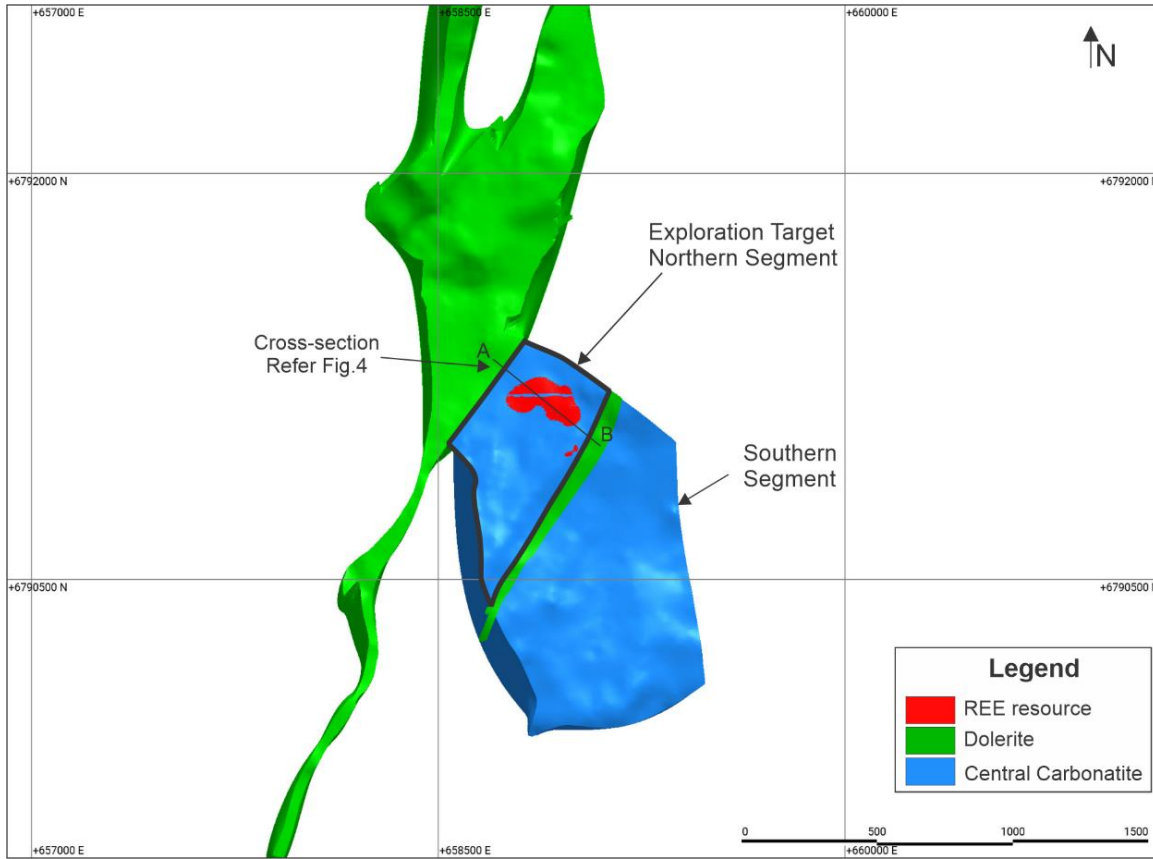 +657000 E
+658500 E
+660000 E
N
+6792000 N
+6792000 N
Exploration Target
Northern Segment
Cross-section
Refer Fig.4
A
B
Southern
Segment
+6790500 N
+6790500 N
Legend
REE resource
Dolerite
Central Carbonatite
0 500 1000 1500
+657000 E
+658500 E
+660000 E